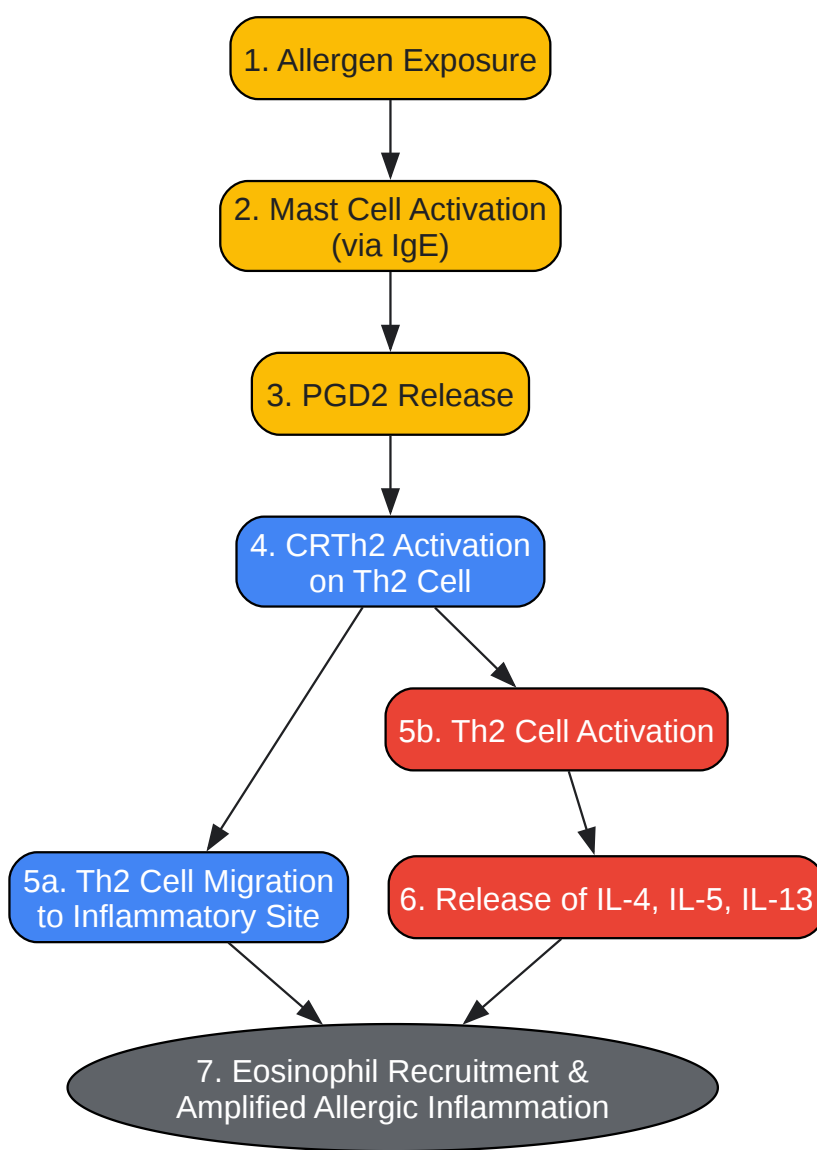 1. Allergen Exposure
2. Mast Cell Activation
(via IgE)
3. PGD2 Release
4. CRTh2 Activation
on Th2 Cell
5b. Th2 Cell Activation
5a. Th2 Cell Migration
to Inflammatory Site
6. Release of IL-4, IL-5, IL-13
7. Eosinophil Recruitment &
Amplified Allergic Inflammation